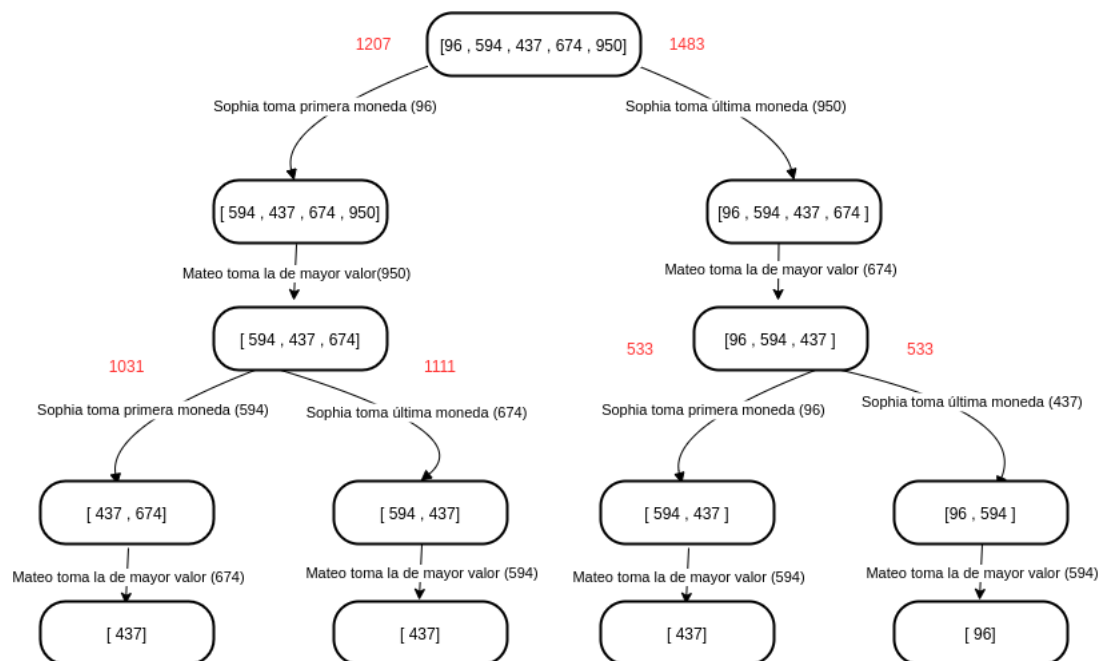 1207
[96 , 594 , 437 , 674 , 950]
1483
Sophia toma primera moneda (96)
Sophia toma última moneda (950)
[ 594 , 437 , 674 , 950]
[96 , 594 , 437 , 674 ]
Mateo toma la de mayor valor(950)
Mateo toma la de mayor valor (674)
[ 594 , 437 , 674]
[96 , 594 , 437 ]
1031
1111
533
533
Sophia toma primera moneda (594)
Sophia toma última moneda (674)
Sophia toma primera moneda (96)
Sophia toma última moneda (437)
[ 437 , 674]
[ 594 , 437]
[ 594 , 437 ]
[96 , 594 ]
Mateo toma la de mayor valor (674)
Mateo toma la de mayor valor (594)
Mateo toma la de mayor valor (594)
Mateo toma la de mayor valor (594)
[ 437]
[ 437]
[ 437]
[ 96]